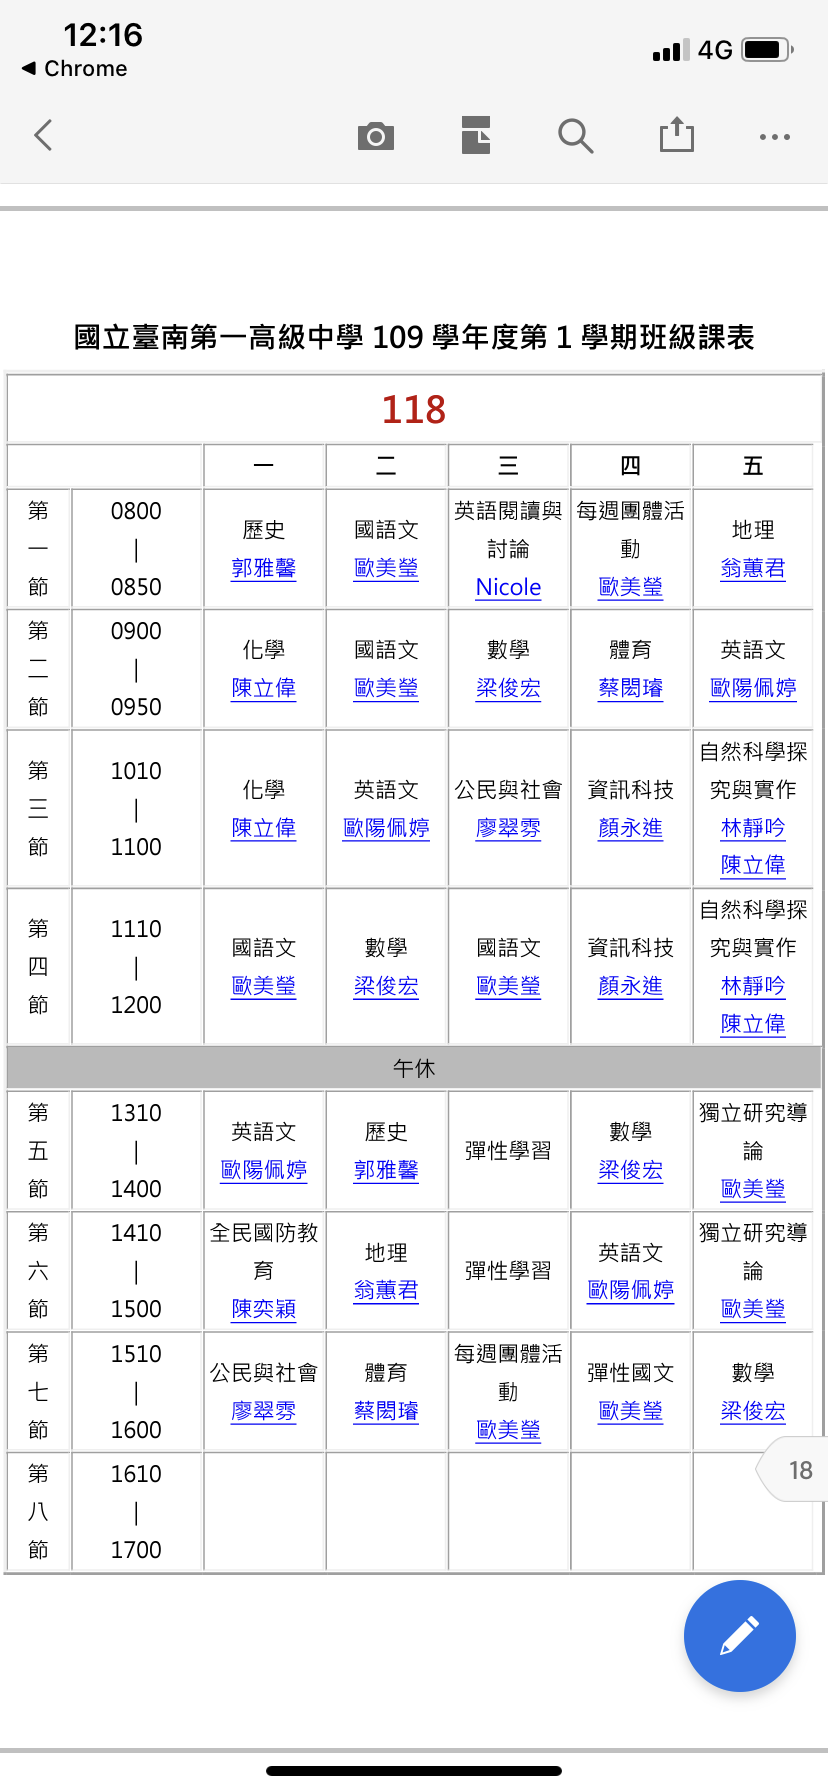 12:16
Chrome
4G
國立臺南第一高級中學 109 學年度第 1 學期班級課表
118
一 二 三 四 五
第一節
0800
|
0850
歷史
郭雅馨
國語文
歐美瑩
英語閱讀與
討論
Nicole
每週團體活
動
歐美瑩
地理
翁蕙君
第二節
0900
|
0950
化學
陳立偉
國語文
歐美瑩
數學
梁俊宏
體育
蔡閎璿
英語文
歐陽佩婷
第三節
1010
|
1100
化學
陳立偉
英語文
歐陽佩婷
公民與社會
廖翠雰
資訊科技
顏永進
自然科學探
究與實作
林靜吟
陳立偉
第四節
1110
|
1200
國語文
歐美瑩
數學
梁俊宏
國語文
歐美瑩
資訊科技
顏永進
自然科學探
究與實作
林靜吟
陳立偉
午休
第五節
1310
|
1400
英語文
歐陽佩婷
歷史
郭雅馨
彈性學習
數學
梁俊宏
獨立研究導
論
歐美瑩
第六節
1410
|
1500
全民國防教
育
陳奕穎
地理
翁蕙君
彈性學習
英語文
歐陽佩婷
獨立研究導
論
歐美瑩
第七節
1510
|
1600
公民與社會
廖翠雰
體育
蔡閎璿
每週團體活
動
歐美瑩
彈性國文
歐美瑩
數學
梁俊宏
第八節
1610
|
1700
18